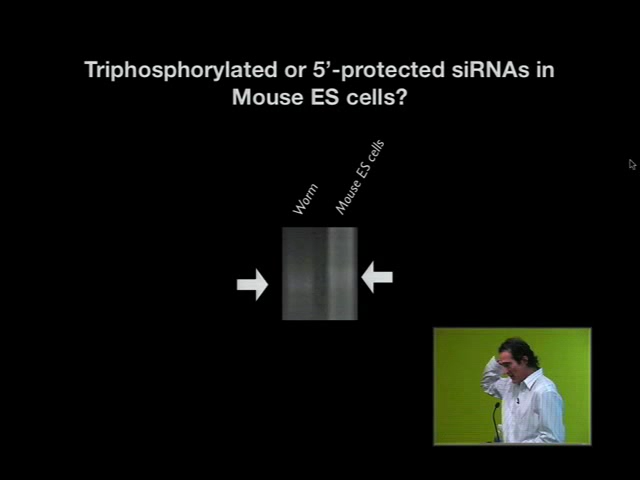 Triphosphorylated or 5’-protected siRNAs in
Mouse ES cells?
Worm
Mouse ES cells